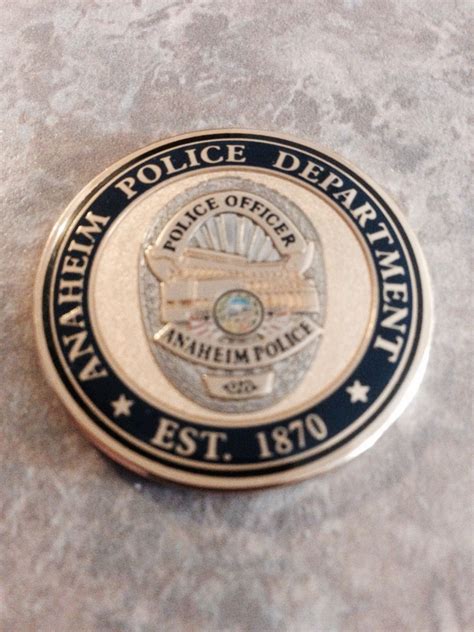 ANAHEIM POLICE DEPARTMENT
POLICE OFFICER
ANAHEIM POLICE
EST. 1870